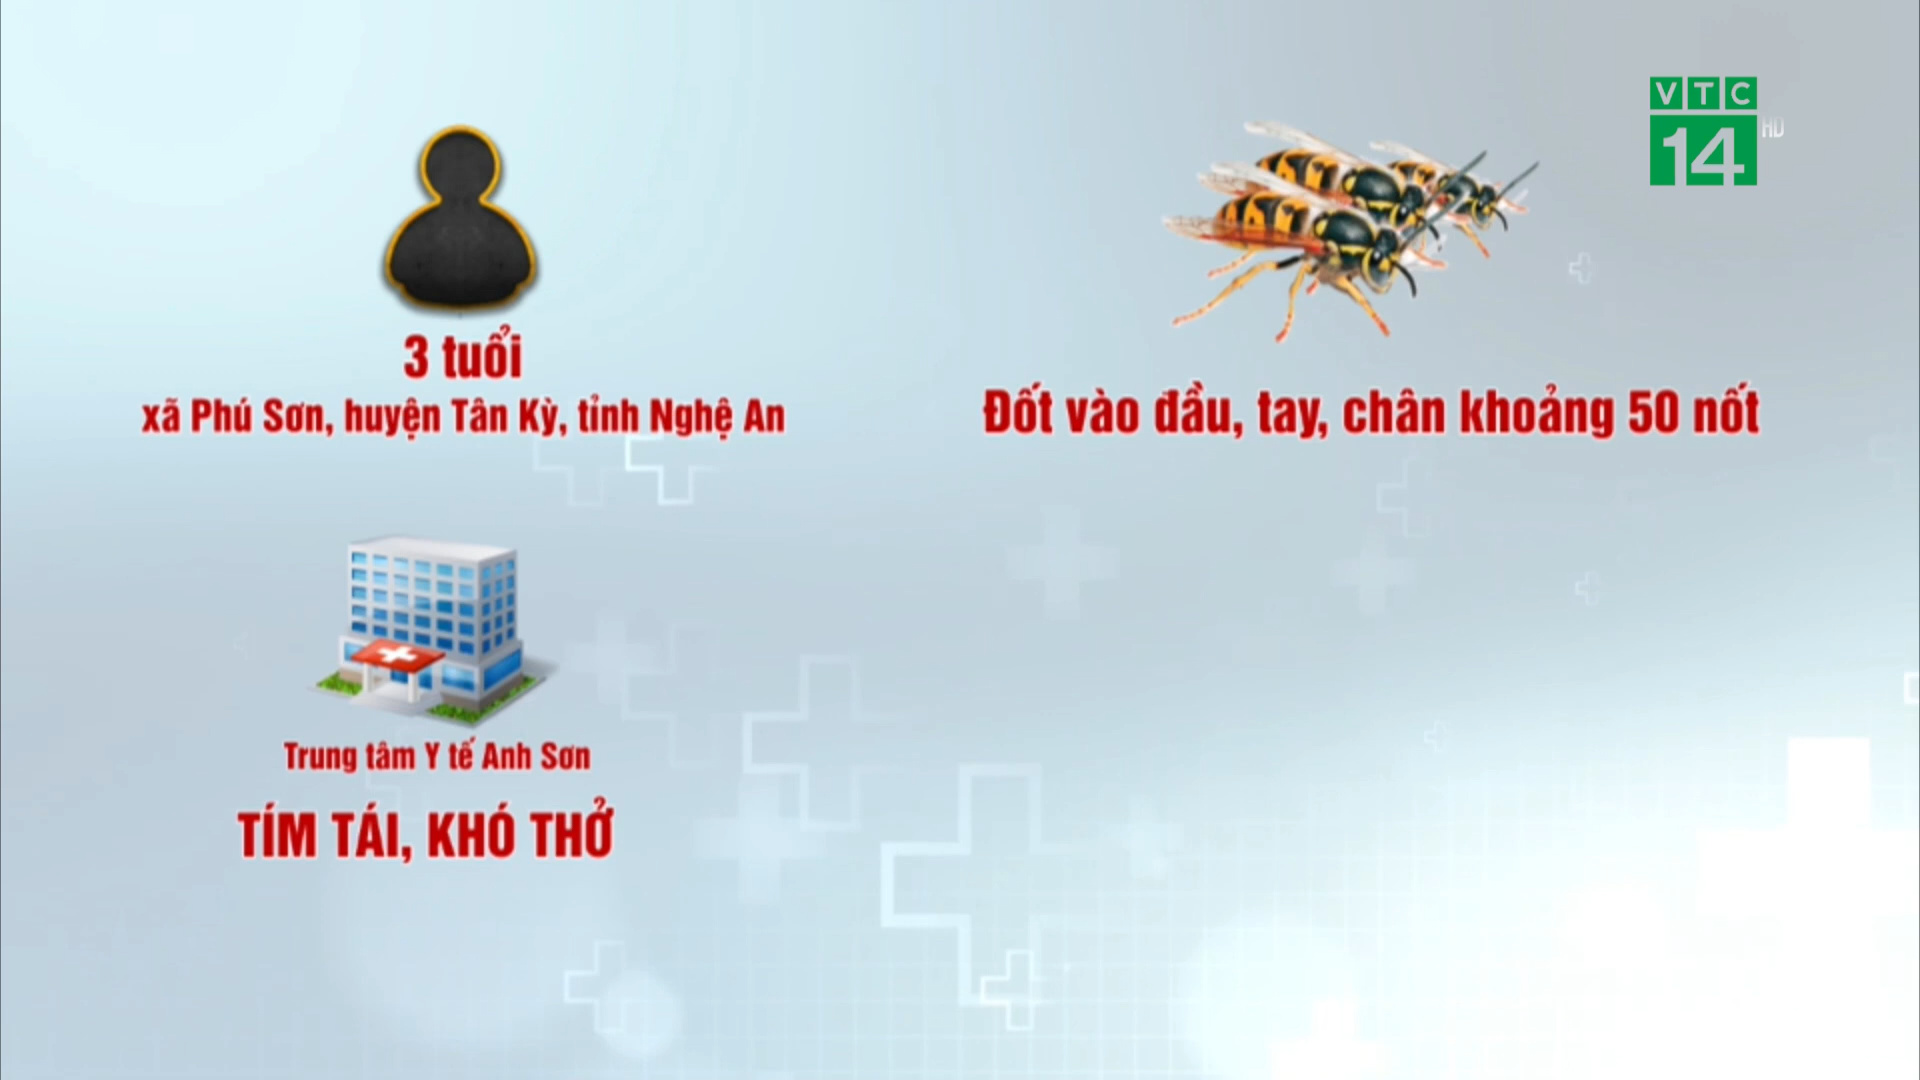 VTC
14 HD
3 tuổi
xã Phú Sơn, huyện Tân Kỳ, tỉnh Nghệ An
Đốt vào đầu, tay, chân khoảng 50 nốt
Trung tâm Y tế Anh Sơn
TÍM TÁI, KHÓ THỞ